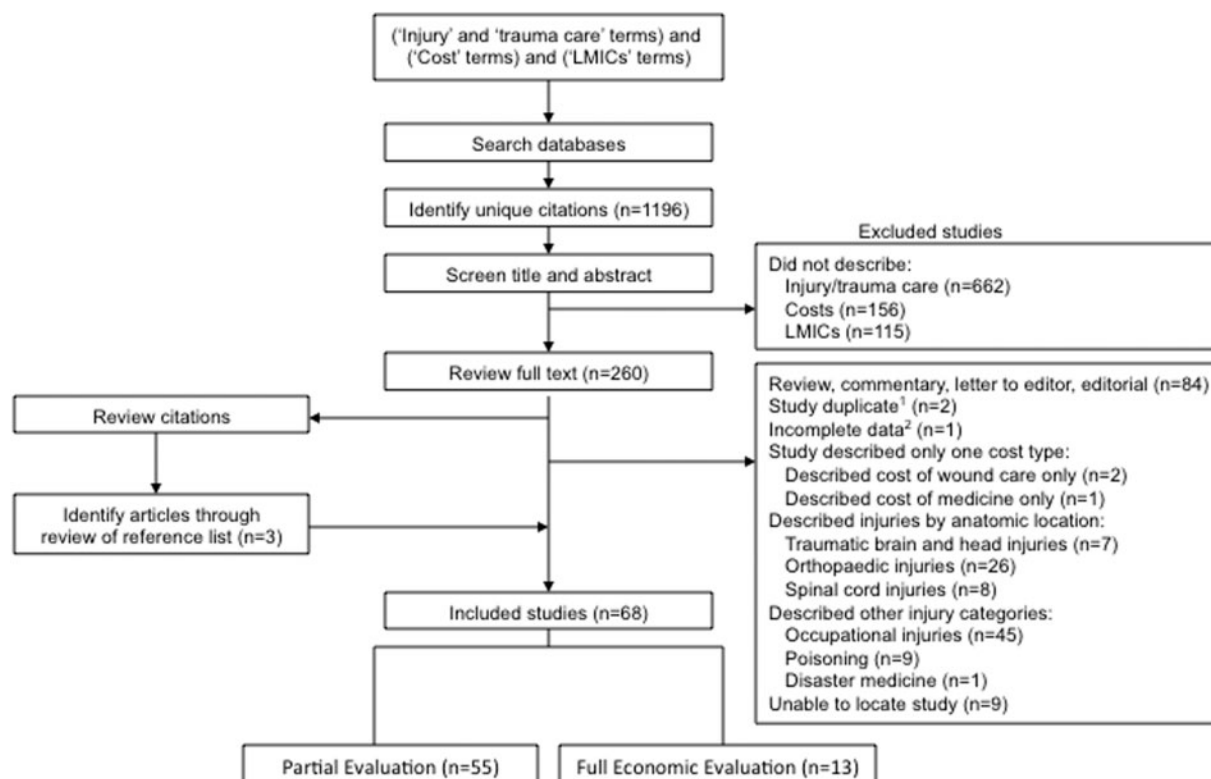 (‘Injury’ and ‘trauma care’ terms) and
(‘Cost’ terms) and (‘LMICs’ terms)
Search databases
Identify unique citations (n=1196)
Screen title and abstract
Excluded studies
Did not describe:
Injury/trauma care (n=662)
Costs (n=156)
LMICs (n=115)
Review full text (n=260)
Review citations
Identify articles through
review of reference list (n=3)
Review, commentary, letter to editor, editorial (n=84)
Study duplicate¹ (n=2)
Incomplete data² (n=1)
Study described only one cost type:
Described cost of wound care only (n=2)
Described cost of medicine only (n=1)
Described injuries by anatomic location:
Traumatic brain and head injuries (n=7)
Orthopaedic injuries (n=26)
Spinal cord injuries (n=8)
Described other injury categories:
Occupational injuries (n=45)
Poisoning (n=9)
Disaster medicine (n=1)
Unable to locate study (n=9)
Included studies (n=68)
Partial Evaluation (n=55)
Full Economic Evaluation (n=13)